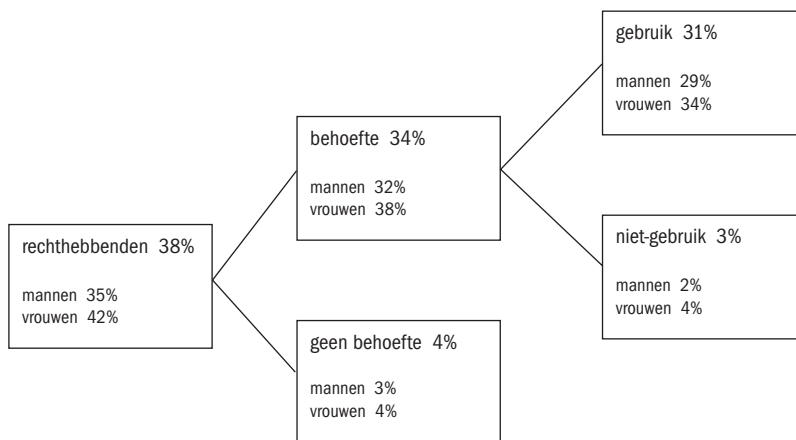 rechthebbenden 38%
mannen 35%
vrouwen 42%
behoefte 34%
mannen 32%
vrouwen 38%
geen behoefte 4%
mannen 3%
vrouwen 4%
gebruik 31%
mannen 29%
vrouwen 34%
niet-gebruik 3%
mannen 2%
vrouwen 4%